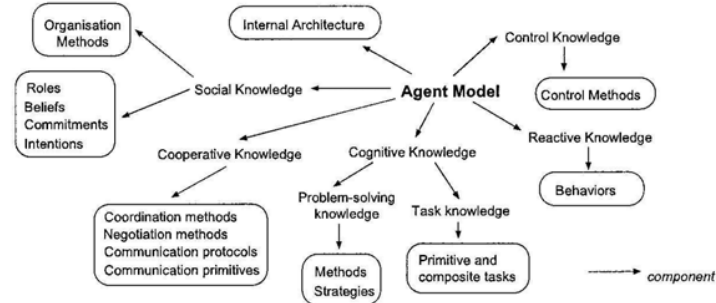 Organisation
Methods
Internal Architecture
Control Knowledge
Roles
Beliefs
Commitments
Intentions
Social Knowledge
Agent Model
Control Methods
Cooperative Knowledge
Cognitive Knowledge
Reactive Knowledge
Behaviors
Coordination methods
Negotiation methods
Communication protocols
Communication primitives
Problem-solving
knowledge
Task knowledge
Methods
Strategies
Primitive and
composite tasks
component